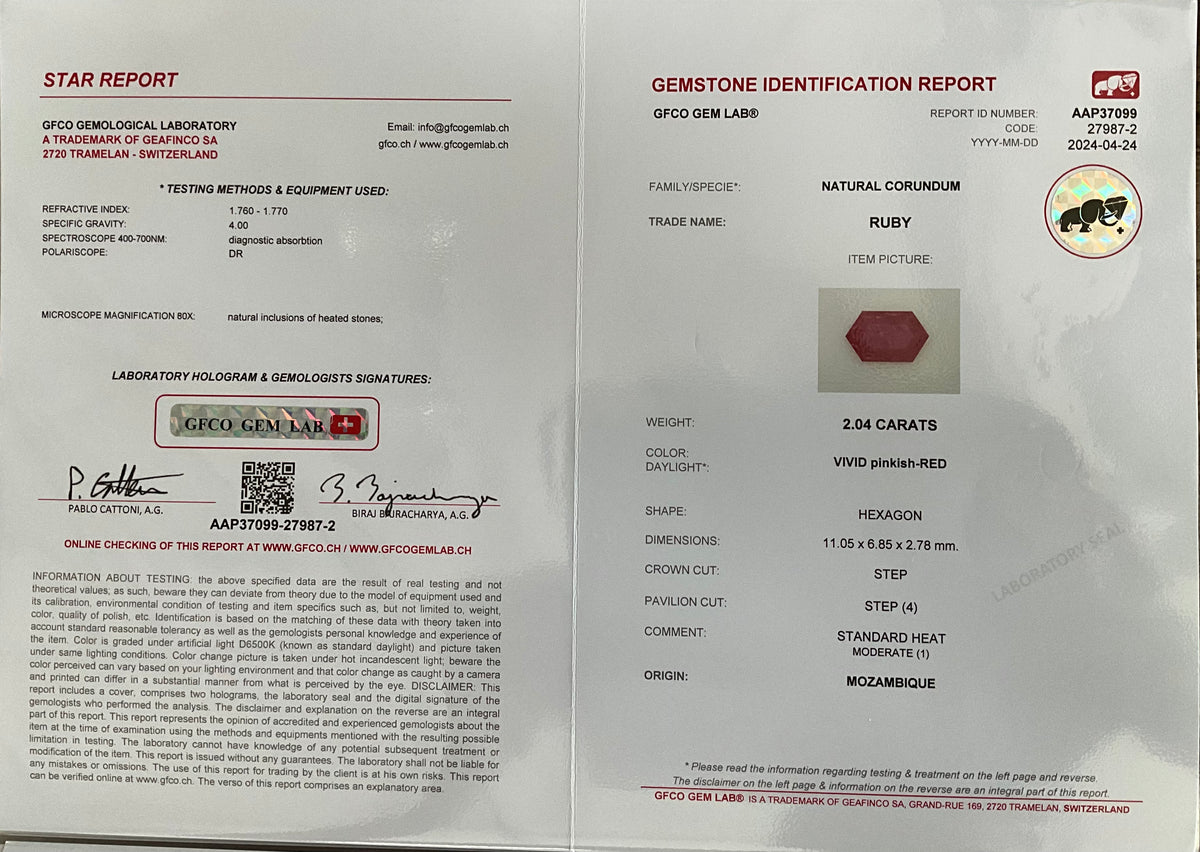 STAR REPORT
GFCO GEMOLOGICAL LABORATORY
A TRADEMARK OF GEAFINCO SA
2720 TRAMELAN - SWITZERLAND
Email: info@gfcogemlab.ch
gfco.ch / www.gfcogemlab.ch
* TESTING METHODS & EQUIPMENT USED:
REFRACTIVE INDEX: 1.760 - 1.770
SPECIFIC GRAVITY: 4.00
SPECTROSCOPE 400-700NM: diagnostic absorbtion
POLARISCOPE: DR
MICROSCOPE MAGNIFICATION 80X: natural inclusions of heated stones;
LABORATORY HOLOGRAM & GEMOLOGISTS SIGNATURES:
GFCO GEM LAB
P. Cattoni
B. Bajracharya
PABLO CATTONI, A.G.
BIRAJ BAJRACHARYA, A.G.
AAP37099-27987-2
ONLINE CHECKING OF THIS REPORT AT WWW.GFCO.CH / WWW.GFCOGEMLAB.CH
INFORMATION ABOUT TESTING: the above specified data are the result of real testing and not
theoretical values; as such, beware they can deviate from theory due to the model of equipment used and
its calibration, environmental condition of testing and item specifics such as, but not limited to, weight,
color, quality of polish, etc. Identification is based on the matching of these data with theory taken into
account standard reasonable tolerancy as well as the gemologists personal knowledge and experience of
the item. Color is graded under artificial light D6500K (known as standard daylight) and picture taken
under same lighting conditions. Color change picture is taken under hot incandescent light; beware the
color perceived can vary based on your lighting environment and that color change as caught by a camera
and printed can differ in a substantial manner from what is perceived by the eye. DISCLAIMER: This
report includes a cover, comprises two holograms, the laboratory seal and the digital signature of the
gemologists who performed the analysis. The disclaimer and explanation on the reverse are an integral
part of this report. This report represents the opinion of accredited and experienced gemologists about the
item at the time of examination using the methods and equipments mentioned with the resulting possible
limitation in testing. The laboratory cannot have knowledge of any potential subsequent treatment or
modification of the item. This report is issued without any guarantees. The laboratory shall not be liable for
any mistakes or omissions. The use of this report for trading by the client is at his own risks. This report
can be verified online at www.gfco.ch. The verso of this report comprises an explanatory area.
GEMSTONE IDENTIFICATION REPORT
GFCO GEM LAB®
REPORT ID NUMBER: AAP37099
CODE: 27987-2
YYYY-MM-DD 2024-04-24
FAMILY/SPECIE*: NATURAL CORUNDUM
TRADE NAME: RUBY
ITEM PICTURE:
WEIGHT: 2.04 CARATS
COLOR:
DAYLIGHT*: VIVID pinkish-RED
SHAPE: HEXAGON
DIMENSIONS: 11.05 x 6.85 x 2.78 mm.
CROWN CUT: STEP
PAVILION CUT: STEP (4)
COMMENT: STANDARD HEAT
MODERATE (1)
ORIGIN: MOZAMBIQUE
LABORATORY SEAL
* Please read the information regarding testing & treatment on the left page and reverse.
The disclaimer on the left page & information on the reverse are an integral part of this report.
GFCO GEM LAB® IS A TRADEMARK OF GEAFINCO SA, GRAND-RUE 169, 2720 TRAMELAN, SWITZERLAND